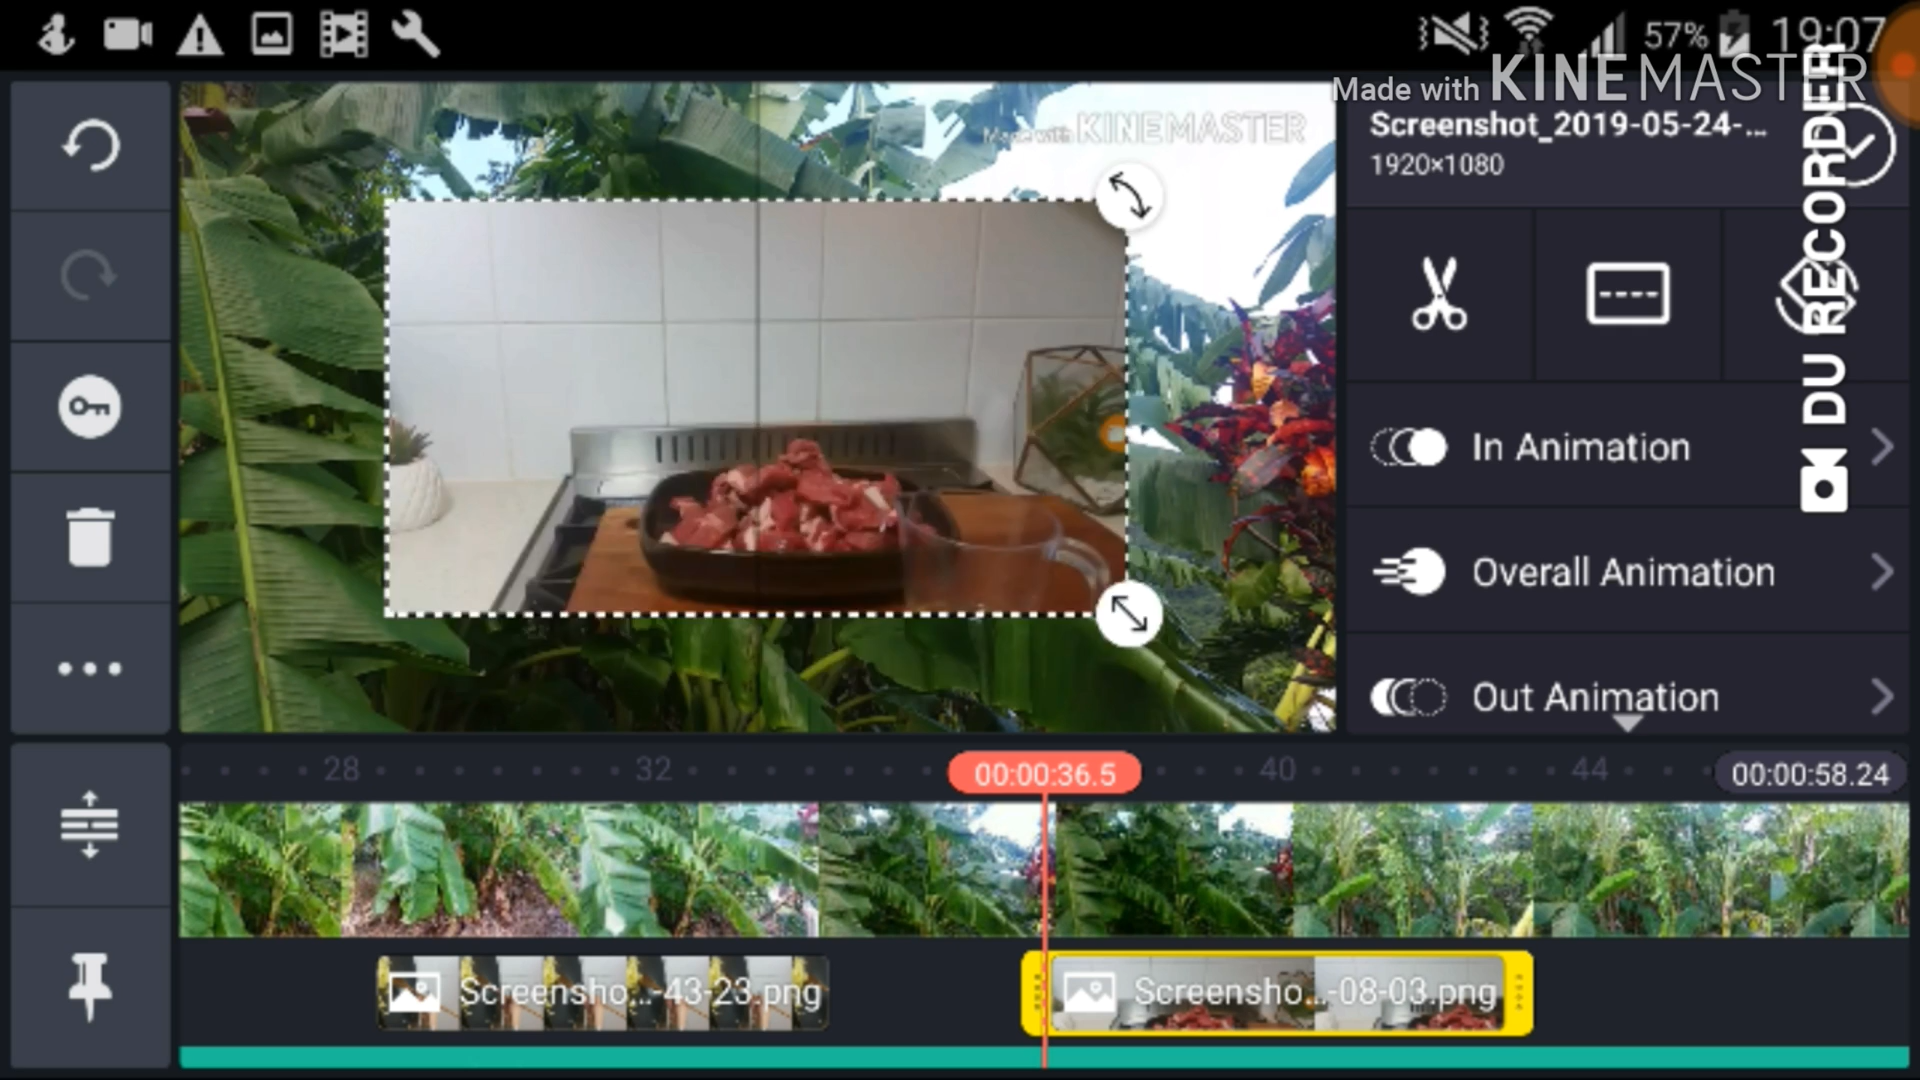 57% 19:07
Made with KINEMASTER
Made with KINEMASTER
Screenshot_2019-05-24-...
1920×1080
DU RECORDER
In Animation
Overall Animation
Out Animation
28 32 00:00:36.5 40 44 00:00:58.24
Screensho...-43-23.png
Screensho...-08-03.png